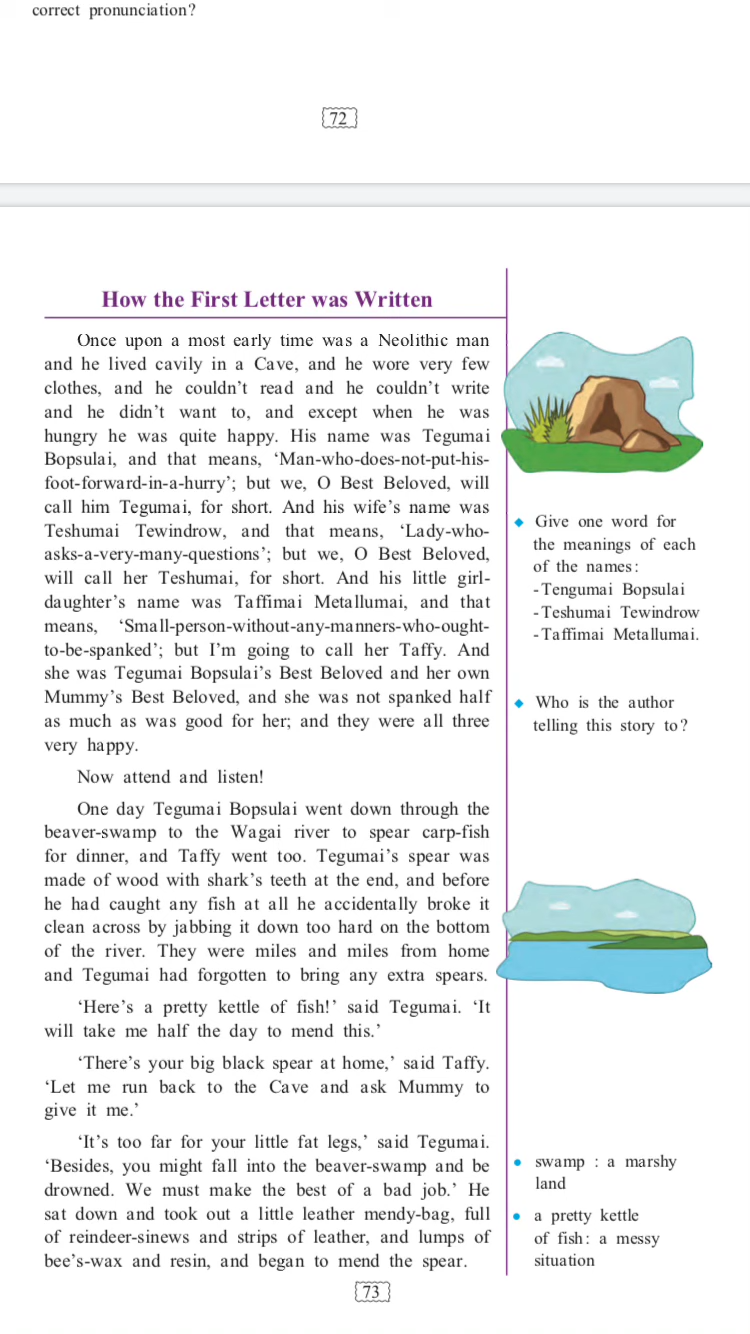 correct pronunciation?
72
How the First Letter was Written
Once upon a most early time was a Neolithic man
and he lived cavily in a Cave, and he wore very few
clothes, and he couldn't read and he couldn't write
and he didn't want to, and except when he was
hungry he was quite happy. His name was Tegumai
Bopsulai, and that means, ‘Man-who-does-not-put-his-
foot-forward-in-a-hurry’; but we, O Best Beloved, will
call him Tegumai, for short. And his wife’s name was
Teshumai Tewindrow, and that means, ‘Lady-who-
asks-a-very-many-questions’; but we, O Best Beloved,
will call her Teshumai, for short. And his little girl-
daughter’s name was Taffimai Metallumai, and that
means, ‘Small-person-without-any-manners-who-ought-
to-be-spanked’; but I’m going to call her Taffy. And
she was Tegumai Bopsulai’s Best Beloved and her own
Mummy’s Best Beloved, and she was not spanked half
as much as was good for her; and they were all three
very happy.
Now attend and listen!
One day Tegumai Bopsulai went down through the
beaver-swamp to the Wagai river to spear carp-fish
for dinner, and Taffy went too. Tegumai’s spear was
made of wood with shark’s teeth at the end, and before
he had caught any fish at all he accidentally broke it
clean across by jabbing it down too hard on the bottom
of the river. They were miles and miles from home
and Tegumai had forgotten to bring any extra spears.
‘Here’s a pretty kettle of fish!’ said Tegumai. ‘It
will take me half the day to mend this.’
‘There’s your big black spear at home,’ said Taffy.
‘Let me run back to the Cave and ask Mummy to
give it me.’
‘It’s too far for your little fat legs,’ said Tegumai.
‘Besides, you might fall into the beaver-swamp and be
drowned. We must make the best of a bad job.’ He
sat down and took out a little leather mendy-bag, full
of reindeer-sinews and strips of leather, and lumps of
bee’s-wax and resin, and began to mend the spear.
◆ Give one word for
the meanings of each
of the names:
-Tengumai Bopsulai
-Teshumai Tewindrow
-Taffimai Metallumai.
◆ Who is the author
telling this story to?
• swamp : a marshy
land
• a pretty kettle
of fish: a messy
situation
73